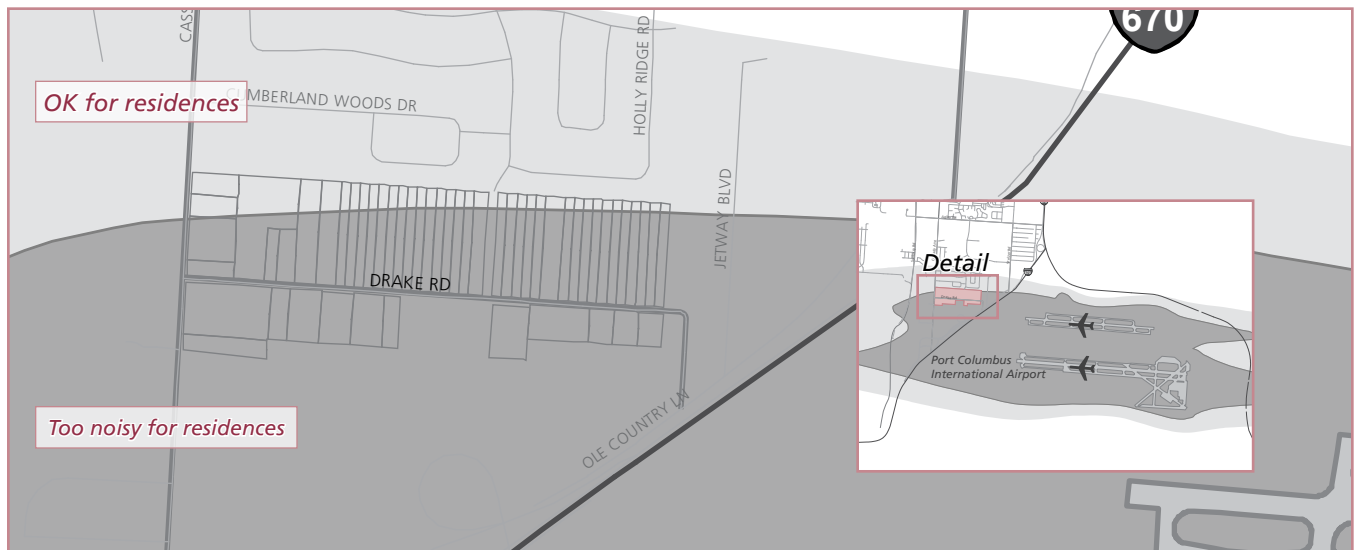 670
CASS
HOLLY RIDGE RD
OK for residences
CUMBERLAND WOODS DR
JETWAY BLVD
Detail
DRAKE RD
Port Columbus
International Airport
OLE COUNTRY LN
Too noisy for residences